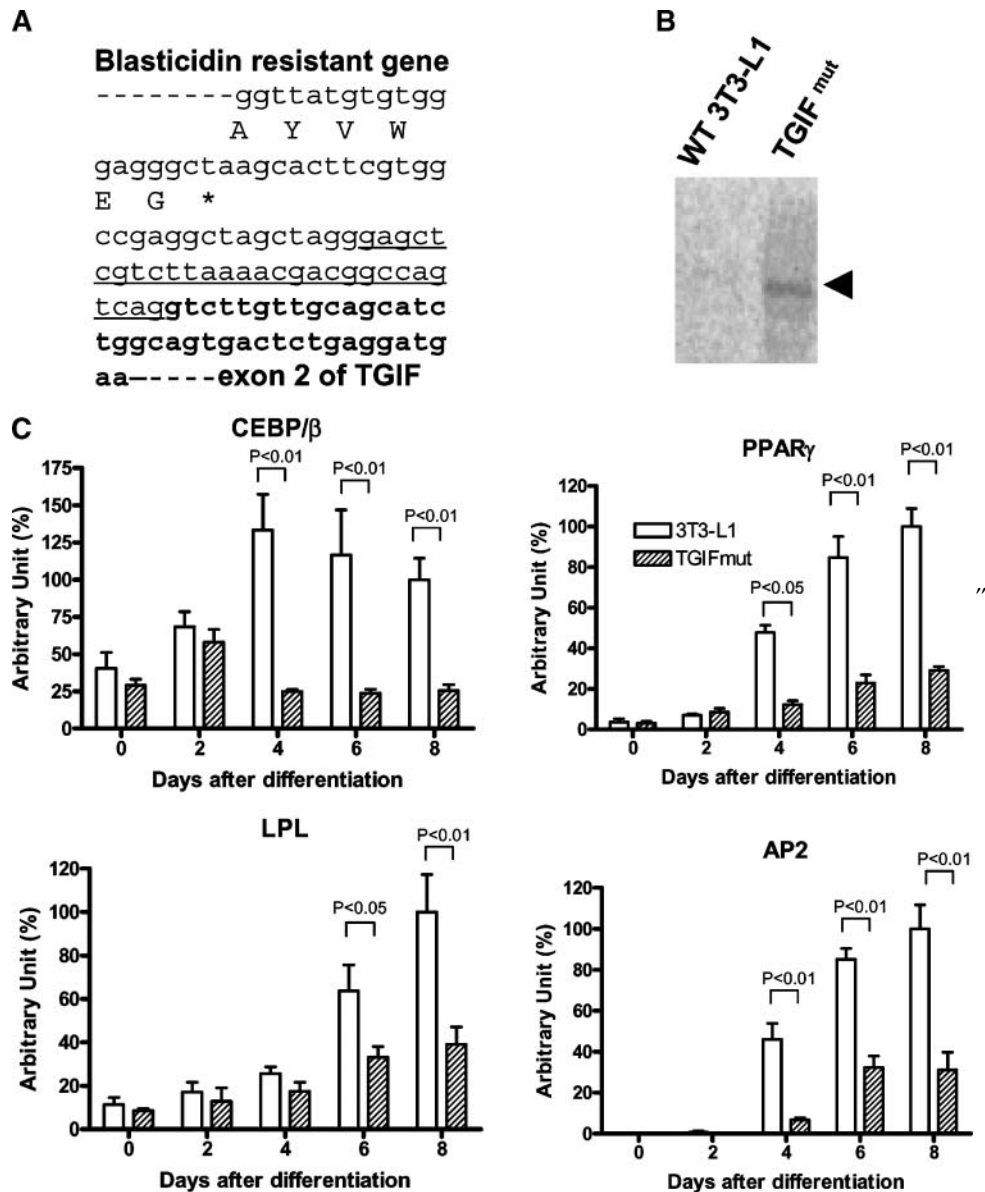 A
Blasticidin resistant gene
--------ggttatgtgtgg
A Y V W
gagggctaagcacttcgtgg
E G *
ccgaggctagctagggagct
cgtcttaaaacgacggccag
tcaggtcttgttgcagcatc
tggcagtgactctgaggatg
aa------exon 2 of TGIF
B
WT 3T3-L1
TGIF mut
C
CEBP/β
Arbitrary Unit (%)
175
150
125
100
75
50
25
0
P<0.01
P<0.01
P<0.01
0 2 4 6 8
Days after differentiation
PPARγ
Arbitrary Unit (%)
120
100
80
60
40
20
0
3T3-L1
TGIFmut
P<0.05
P<0.01
P<0.01
0 2 4 6 8
Days after differentiation
"
LPL
Arbitrary Unit (%)
120
100
80
60
40
20
0
P<0.05
P<0.01
0 2 4 6 8
Days after differentiation
AP2
Arbitrary Unit (%)
120
100
80
60
40
20
0
P<0.01
P<0.01
P<0.01
0 2 4 6 8
Days after differentiation